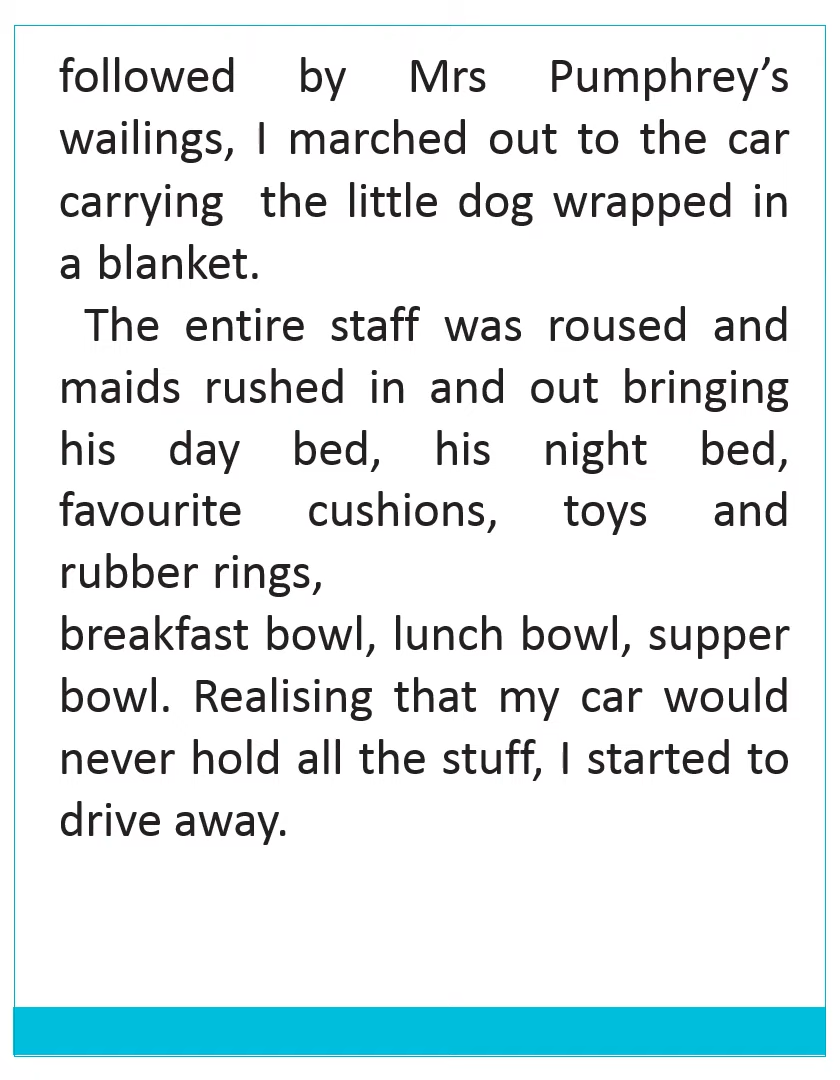 followed by Mrs Pumphrey’s
wailings, I marched out to the car
carrying the little dog wrapped in
a blanket.
The entire staff was roused and
maids rushed in and out bringing
his day bed, his night bed,
favourite cushions, toys and
rubber rings,
breakfast bowl, lunch bowl, supper
bowl. Realising that my car would
never hold all the stuff, I started to
drive away.